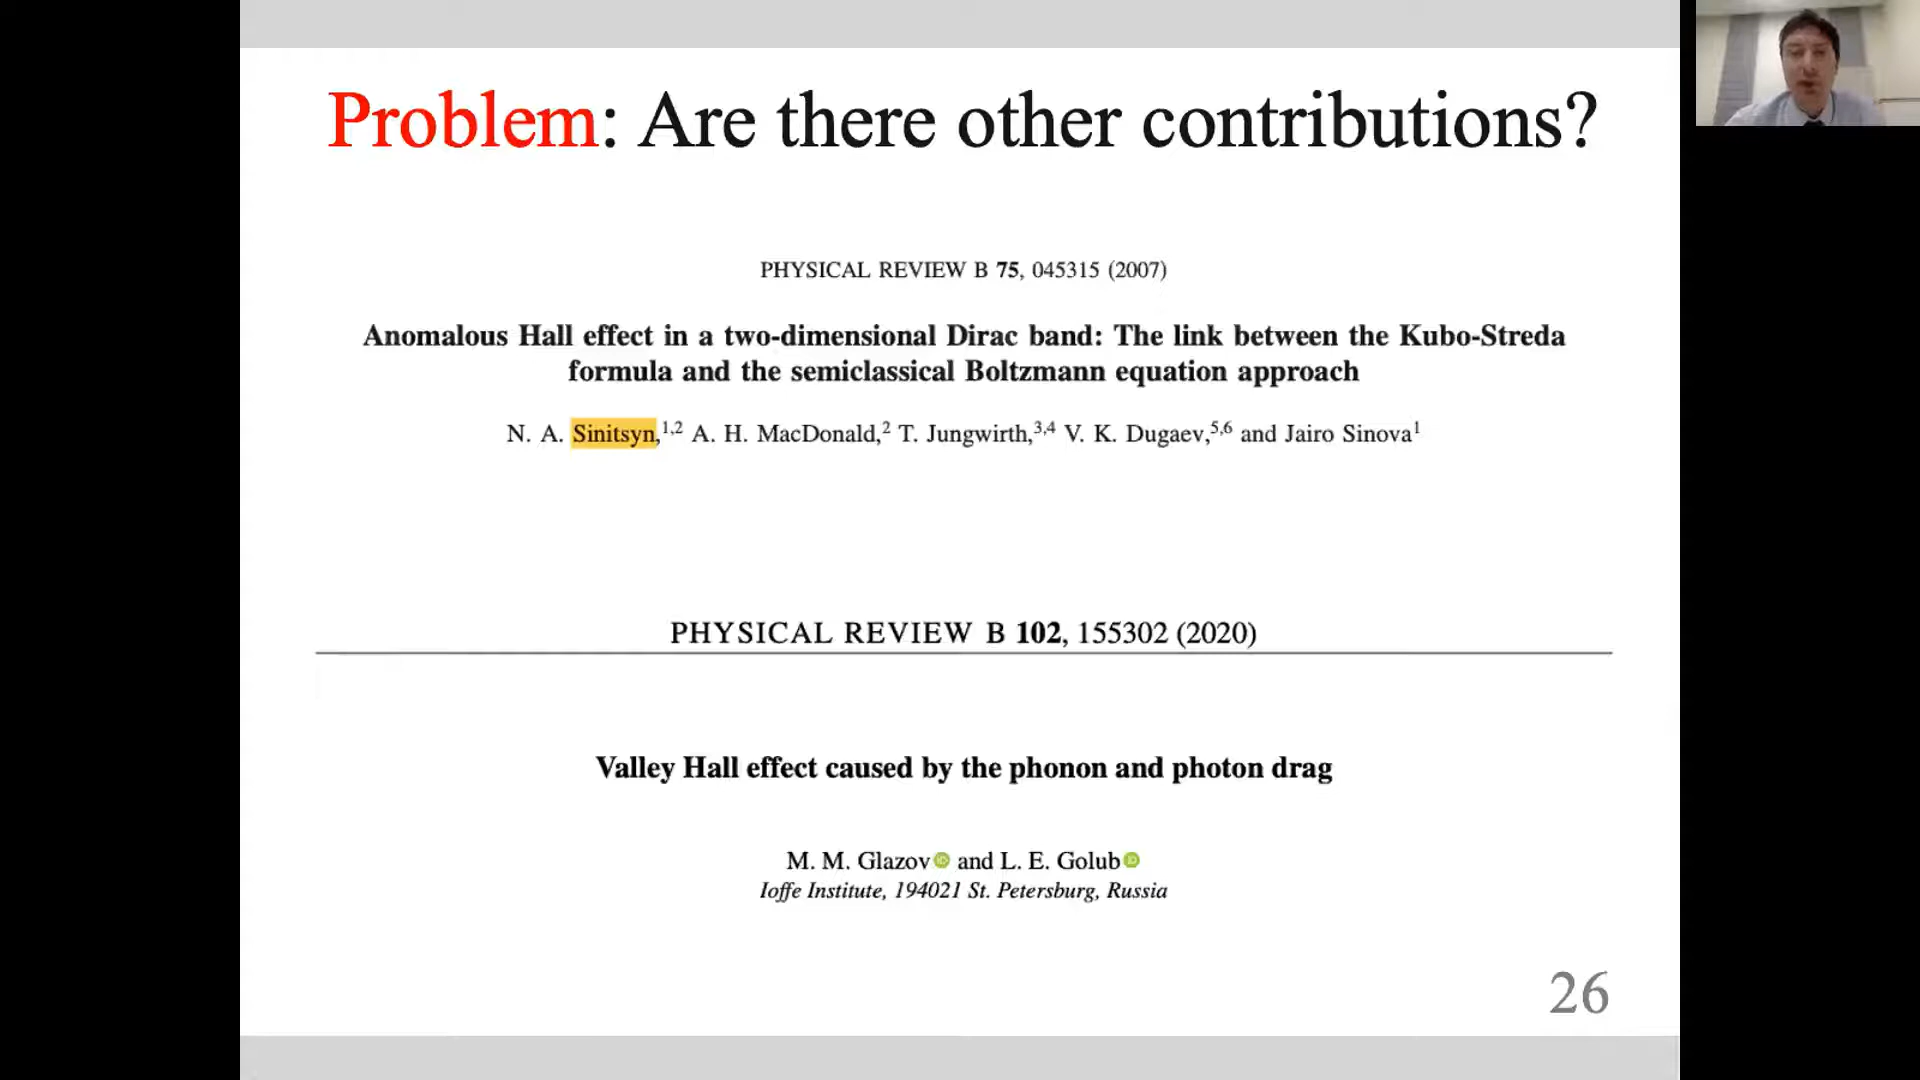 Problem: Are there other contributions?
PHYSICAL REVIEW B 75, 045315 (2007)
Anomalous Hall effect in a two-dimensional Dirac band: The link between the Kubo-Streda
formula and the semiclassical Boltzmann equation approach
N. A. Sinitsyn,1,2 A. H. MacDonald,2 T. Jungwirth,3,4 V. K. Dugaev,5,6 and Jairo Sinova1
PHYSICAL REVIEW B 102, 155302 (2020)
Valley Hall effect caused by the phonon and photon drag
M. M. Glazov iD and L. E. Golub iD
Ioffe Institute, 194021 St. Petersburg, Russia
26